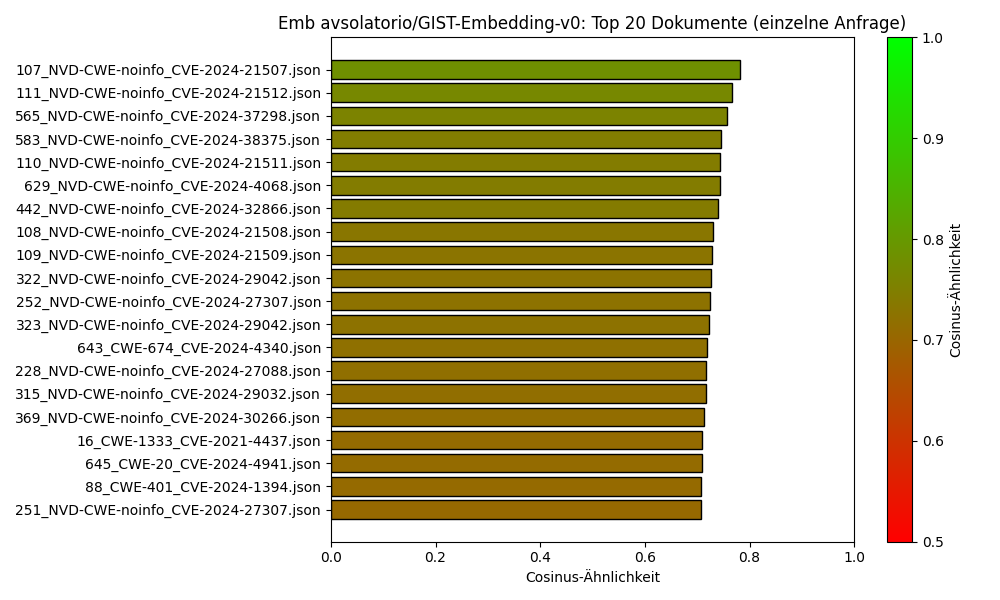 Emb avsolatorio/GIST-Embedding-v0: Top 20 Dokumente (einzelne Anfrage)
107_NVD-CWE-noinfo_CVE-2024-21507.json
111_NVD-CWE-noinfo_CVE-2024-21512.json
565_NVD-CWE-noinfo_CVE-2024-37298.json
583_NVD-CWE-noinfo_CVE-2024-38375.json
110_NVD-CWE-noinfo_CVE-2024-21511.json
629_NVD-CWE-noinfo_CVE-2024-4068.json
442_NVD-CWE-noinfo_CVE-2024-32866.json
108_NVD-CWE-noinfo_CVE-2024-21508.json
109_NVD-CWE-noinfo_CVE-2024-21509.json
322_NVD-CWE-noinfo_CVE-2024-29042.json
252_NVD-CWE-noinfo_CVE-2024-27307.json
323_NVD-CWE-noinfo_CVE-2024-29042.json
643_CWE-674_CVE-2024-4340.json
228_NVD-CWE-noinfo_CVE-2024-27088.json
315_NVD-CWE-noinfo_CVE-2024-29032.json
369_NVD-CWE-noinfo_CVE-2024-30266.json
16_CWE-1333_CVE-2021-4437.json
645_CWE-20_CVE-2024-4941.json
88_CWE-401_CVE-2024-1394.json
251_NVD-CWE-noinfo_CVE-2024-27307.json
0.0 0.2 0.4 0.6 0.8 1.0
Cosinus-Ähnlichkeit
1.0
0.9
0.8
0.7
0.6
0.5
Cosinus-Ähnlichkeit